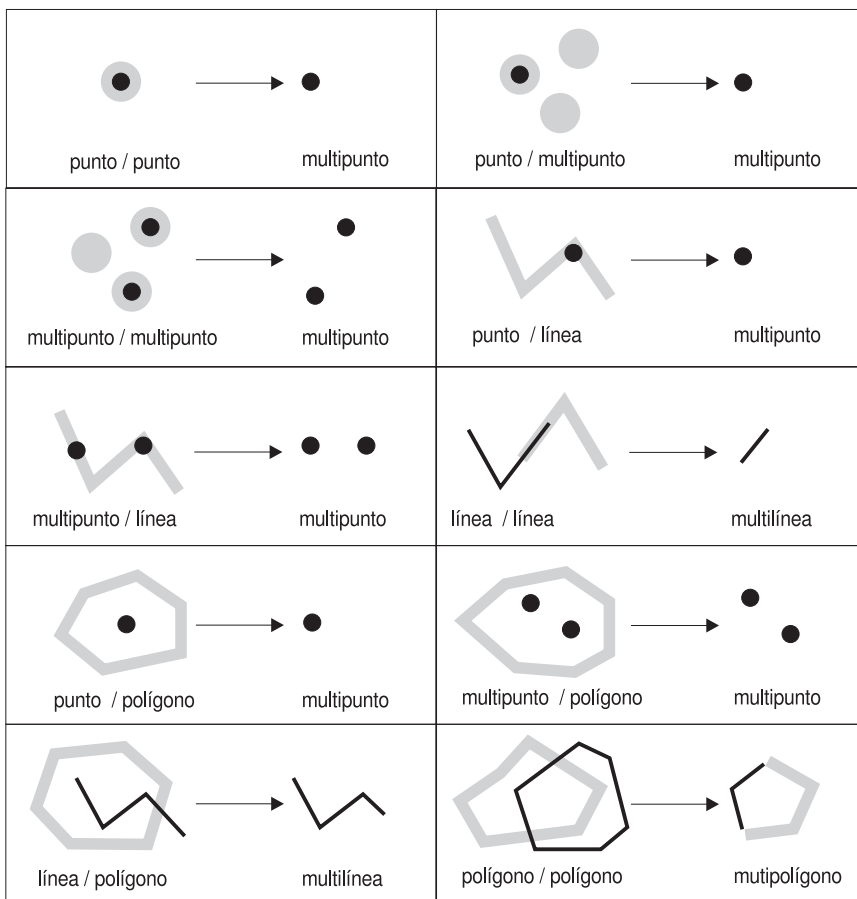 punto / punto
multipunto
punto / multipunto
multipunto
multipunto / multipunto
multipunto
punto / línea
multipunto
multipunto / línea
multipunto
línea / línea
multilínea
punto / polígono
multipunto
multipunto / polígono
multipunto
línea / polígono
multilínea
polígono / polígono
mutipolígono